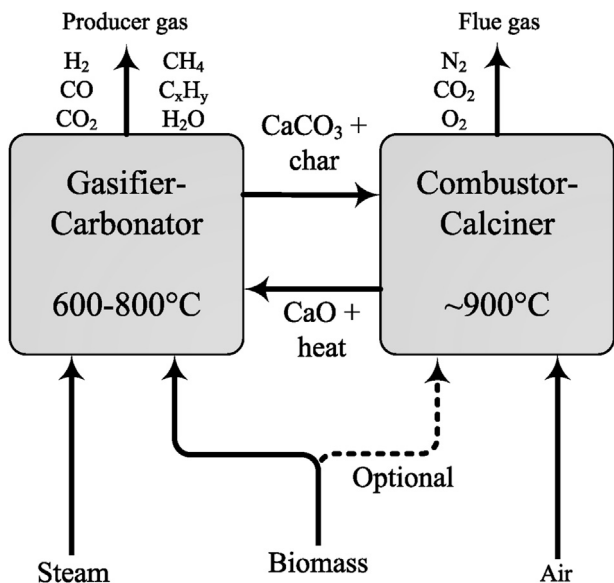 Producer gas
H₂
CO
CO₂
CH₄
CₓHᵧ
H₂O
Flue gas
N₂
CO₂
O₂
Gasifier-
Carbonator
600-800°C
CaCO₃ +
char
CaO +
heat
Combustor-
Calciner
~900°C
Optional
Steam
Biomass
Air